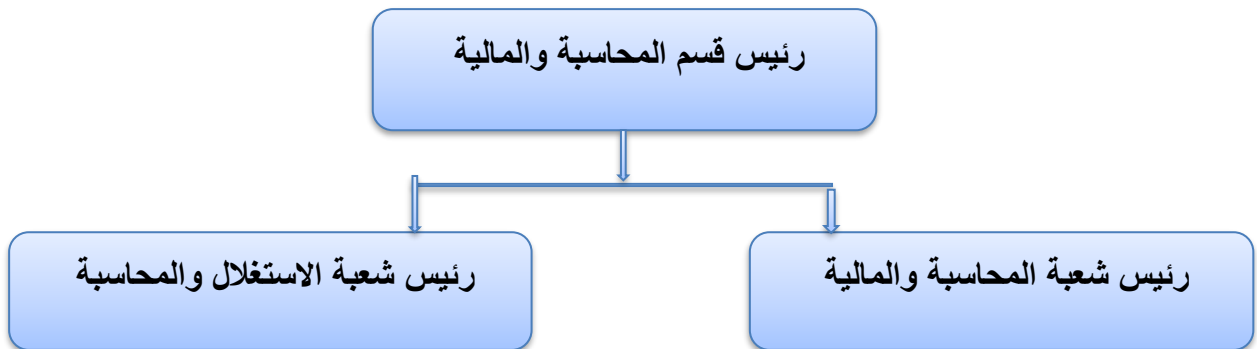 رئيس قسم المحاسبة والمالية
رئيس شعبة المحاسبة والمالية
رئيس شعبة الاستغلال والمحاسبة